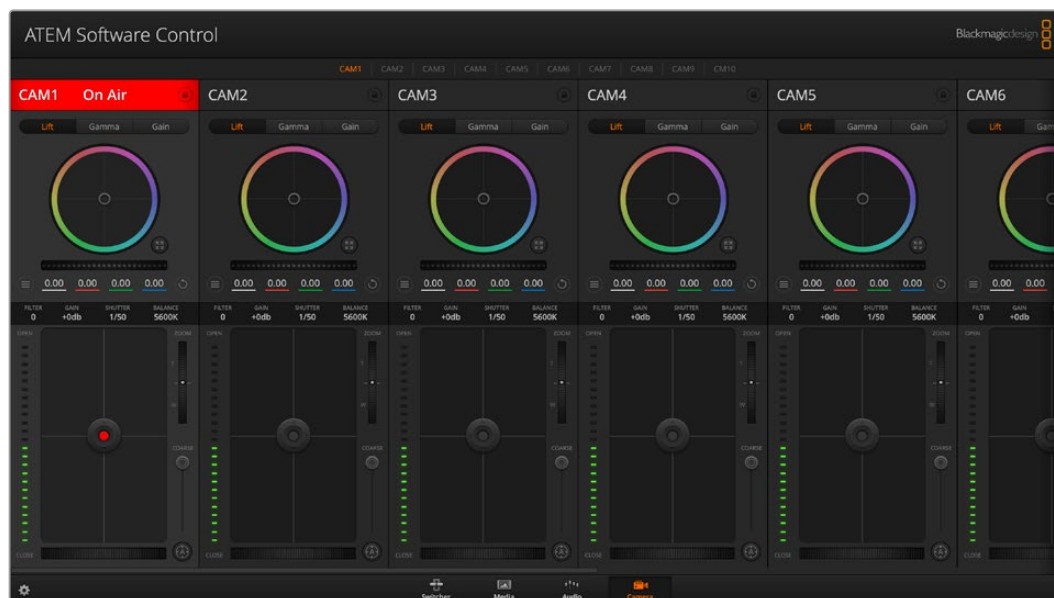 ATEM Software Control
Blackmagicdesign
CAM1 CAM2 CAM3 CAM4 CAM5 CAM6 CAM7 CAM8 CAM9 CM10
CAM1 On Air CAM2 CAM3 CAM4 CAM5 CAM6
Lift Gamma Gain Lift Gamma Gain Lift Gamma Gain Lift Gamma Gain Lift Gamma Gain Lift Gam
0.00 0.00 0.00 0.00 0.00 0.00 0.00 0.00 0.00 0.00 0.00 0.00 0.00 0.00 0.00 0.00 0.00 0.00 0.00 0.00 0.00 0.00
FILTER GAIN SHUTTER BALANCE FILTER GAIN SHUTTER BALANCE FILTER GAIN SHUTTER BALANCE FILTER GAIN SHUTTER BALANCE FILTER GAIN SHUTTER BALANCE FILTER GAIN
0 +0db 1/50 5600K 0 +0db 1/50 5600K 0 +0db 1/50 5600K 0 +0db 1/50 5600K 0 +0db 1/50 5600K 0 +0db
OPEN ZOOM OPEN ZOOM OPEN ZOOM OPEN ZOOM OPEN ZOOM OPEN
T T T T T
W W W W W
COARSE COARSE COARSE COARSE COARSE
CLOSE CLOSE CLOSE CLOSE CLOSE CLOSE
Switcher Media Audio Camera